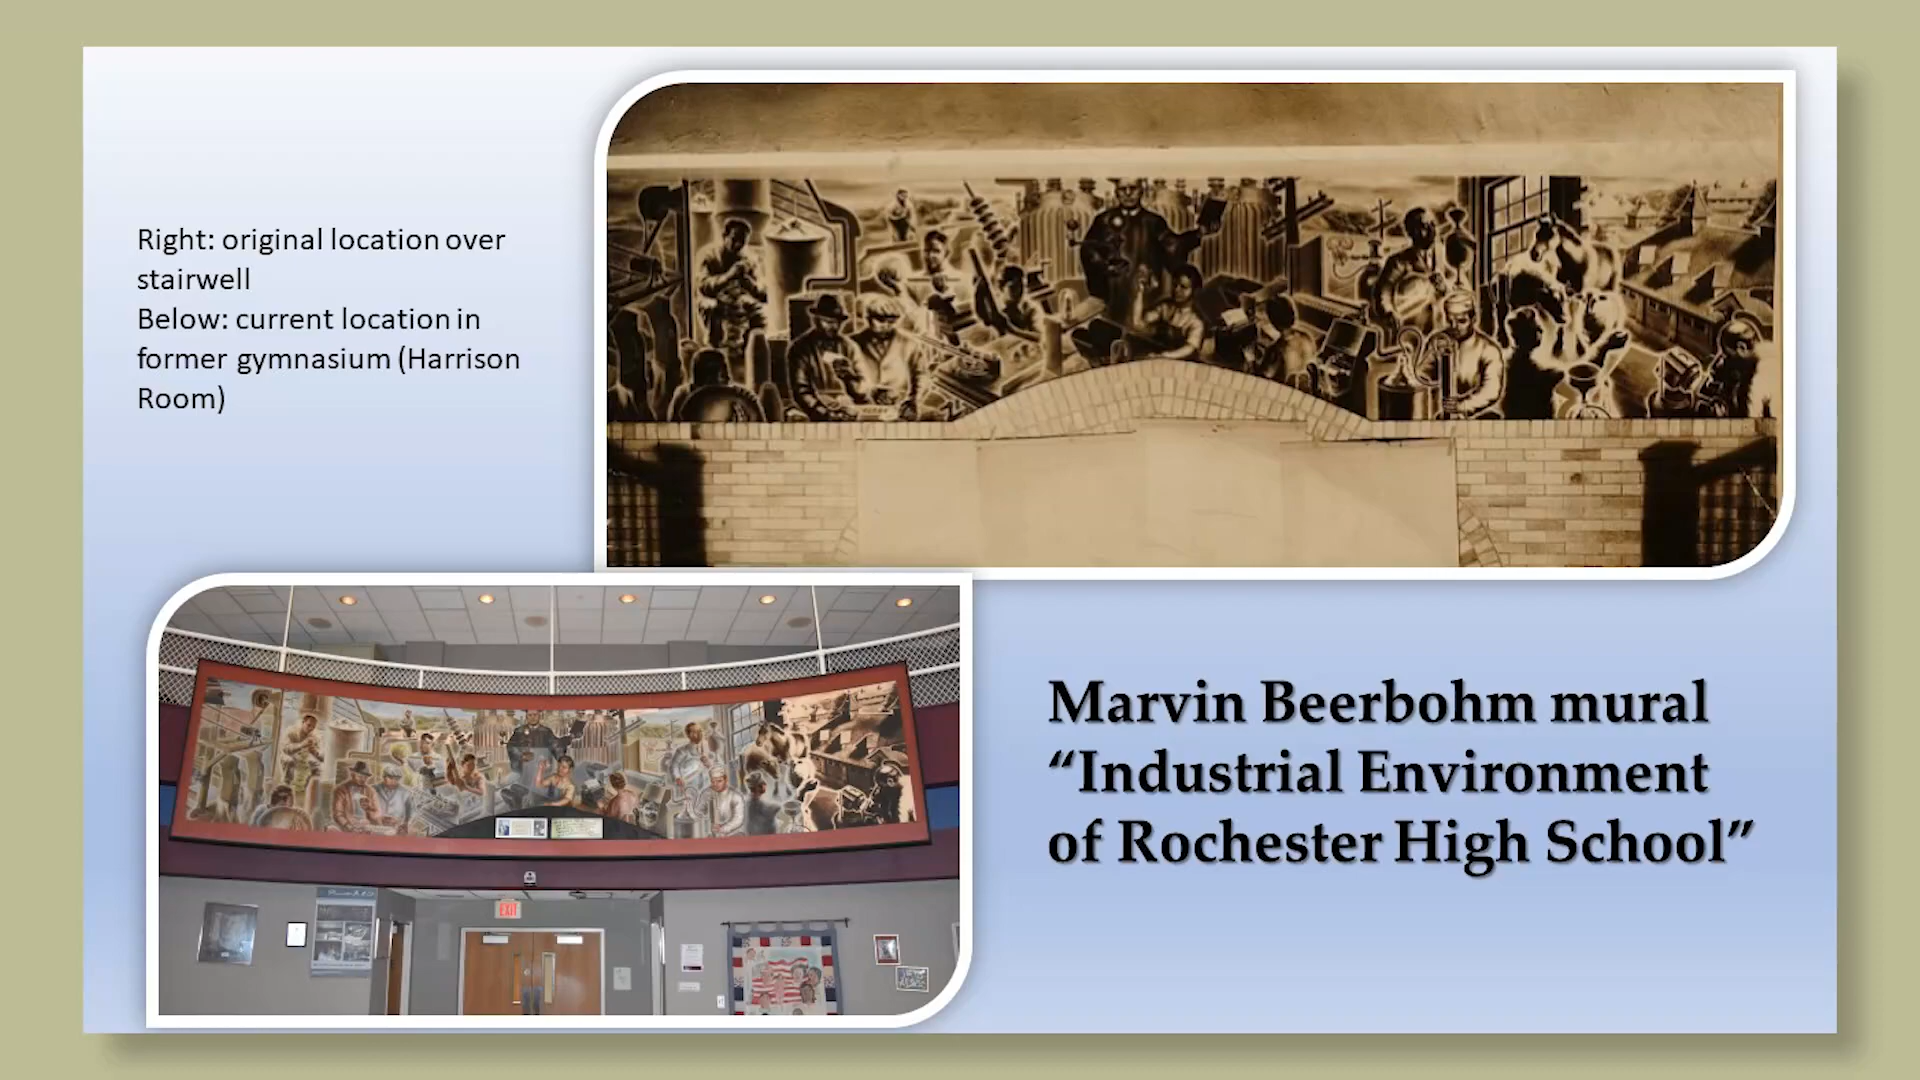 Right: original location over
stairwell
Below: current location in
former gymnasium (Harrison
Room)
EXIT
Marvin Beerbohm mural
“Industrial Environment
of Rochester High School”